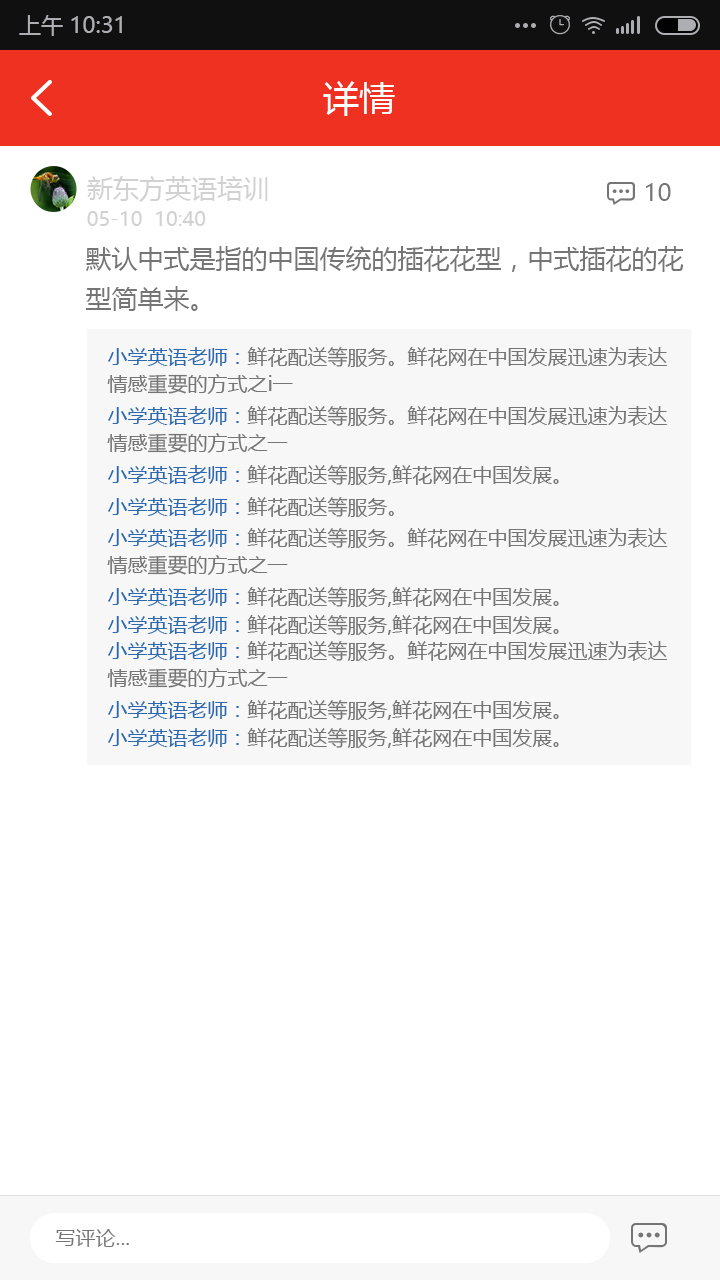 上午 10:31
详情
新东方英语培训
10
05-10 10:40
默认中式是指的中国传统的插花花型，中式插花的花
型简单来。
小学英语老师：鲜花配送等服务。鲜花网在中国发展迅速为表达
情感重要的方式之i一
小学英语老师：鲜花配送等服务。鲜花网在中国发展迅速为表达
情感重要的方式之一
小学英语老师：鲜花配送等服务,鲜花网在中国发展。
小学英语老师：鲜花配送等服务。
小学英语老师：鲜花配送等服务。鲜花网在中国发展迅速为表达
情感重要的方式之一
小学英语老师：鲜花配送等服务,鲜花网在中国发展。
小学英语老师：鲜花配送等服务,鲜花网在中国发展。
小学英语老师：鲜花配送等服务。鲜花网在中国发展迅速为表达
情感重要的方式之一
小学英语老师：鲜花配送等服务,鲜花网在中国发展。
小学英语老师：鲜花配送等服务,鲜花网在中国发展。
写评论...